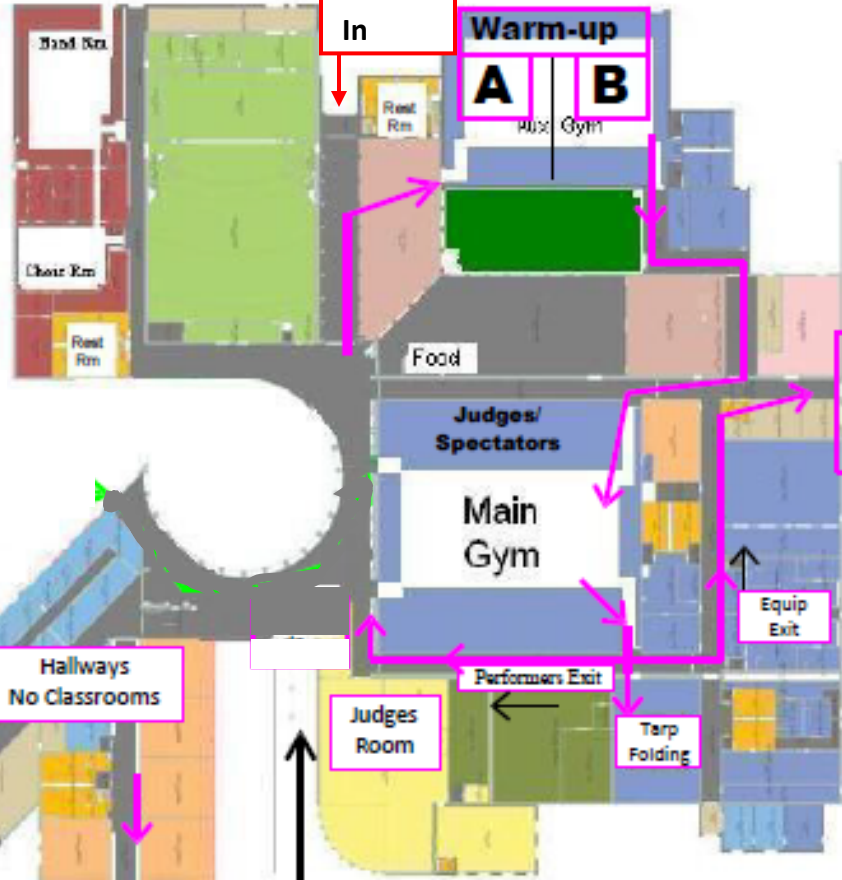 In
Warm-up
A
B
Aux Gym
Band Rm
Rest
Rm
Choir Rm
Rest
Rm
Food
Judges/
Spectators
Main
Gym
Equip
Exit
Hallways
No Classrooms
Performers Exit
Judges
Room
Tarp
Folding